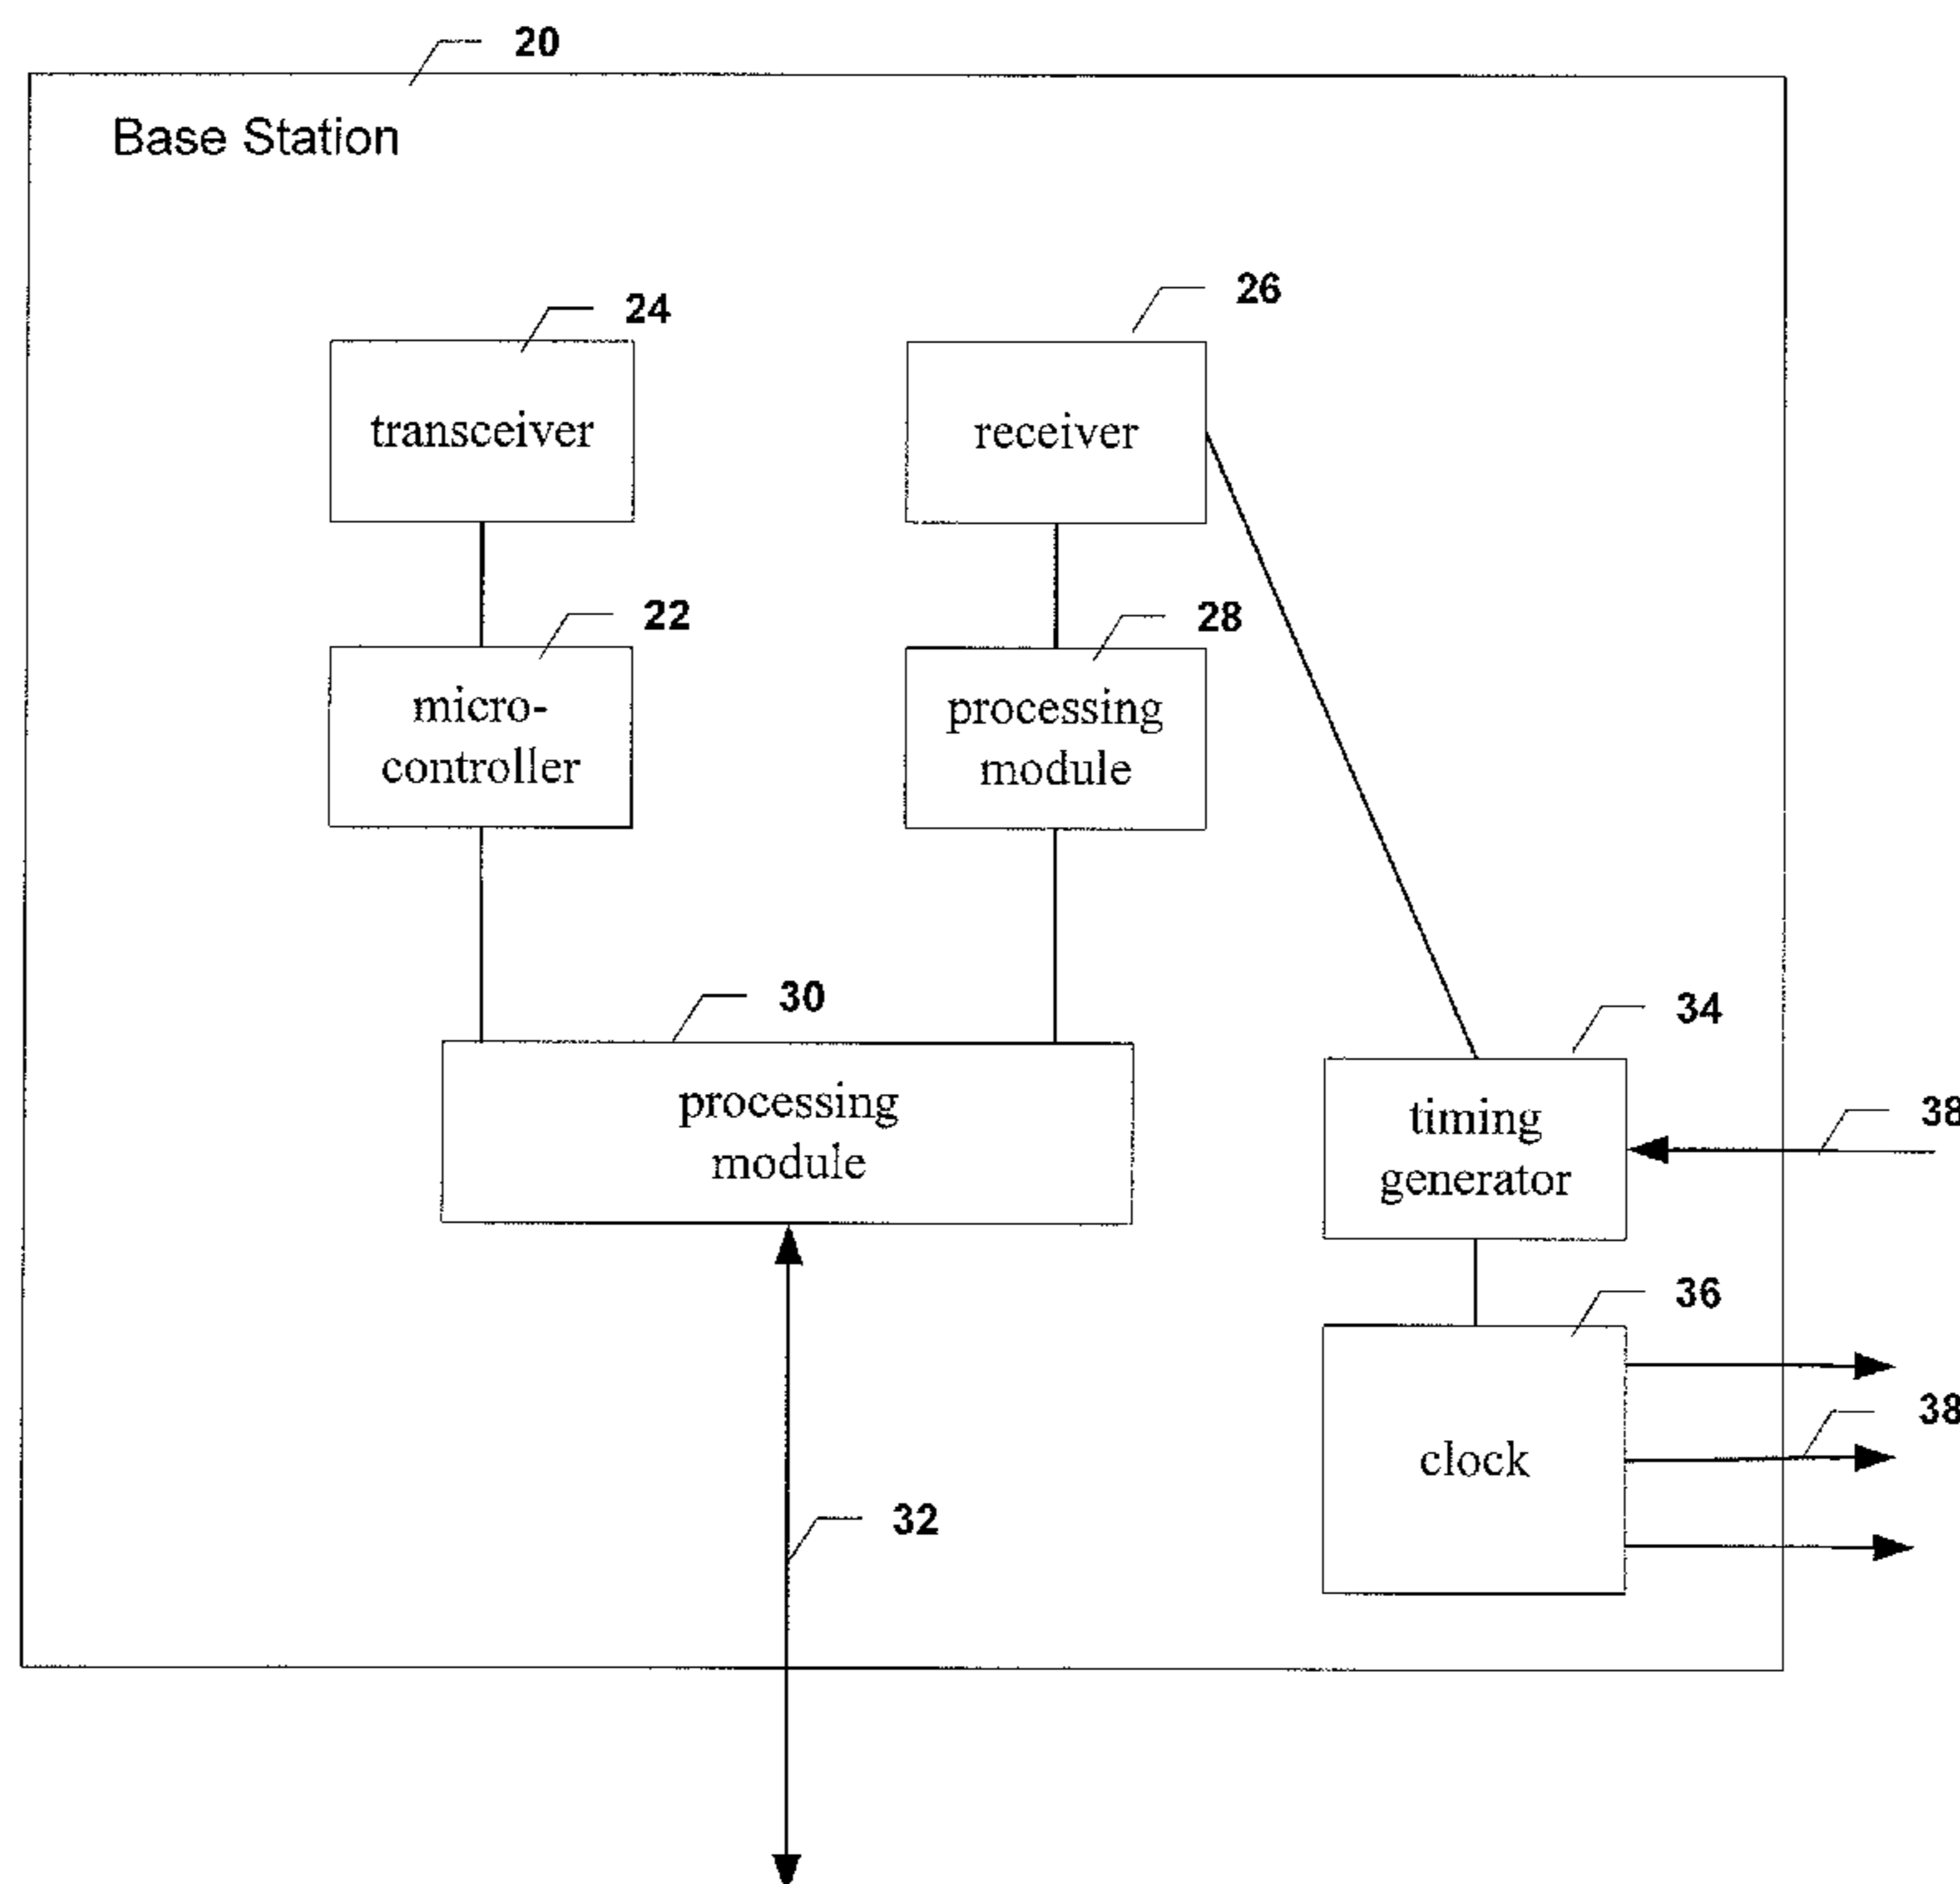 20
Base Station
24
26
transceiver
receiver
22
28
micro-
controller
processing
module
30
34
processing
module
timing
generator
38
36
clock
38
32